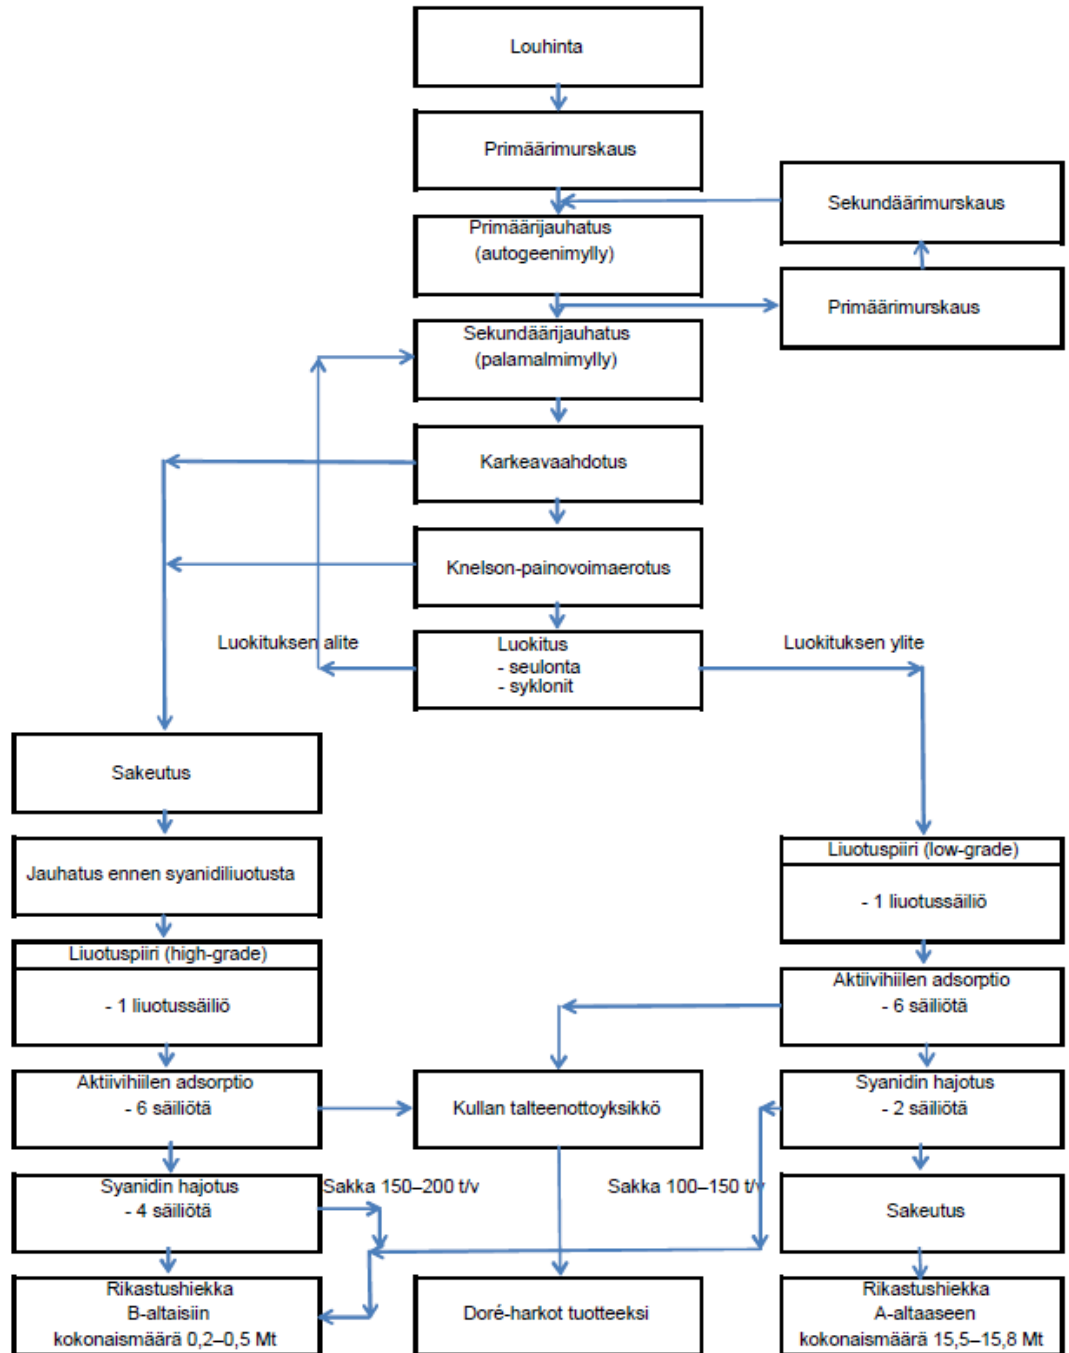 Louhinta
Primäärimurskaus
Sekundäärimurskaus
Primäärijauhatus
(autogeenimylly)
Primäärimurskaus
Sekundäärijauhatus
(palamalmimylly)
Karkeavaahdotus
Knelson-painovoimaerotus
Luokituksen alite
Luokitus
- seulonta
- syklonit
Luokituksen ylite
Sakeutus
Jauhatus ennen syanidiliuotusta
Liuotuspiiri (low-grade)
- 1 liuotussäiliö
Liuotuspiiri (high-grade)
- 1 liuotussäiliö
Aktiivihiilen adsorptio
- 6 säiliötä
Aktiivihiilen adsorptio
- 6 säiliötä
Kullan talteenottoyksikkö
Syanidin hajotus
- 2 säiliötä
Syanidin hajotus
- 4 säiliötä
Sakka 150–200 t/v
Sakka 100–150 t/v
Sakeutus
Rikastushiekka
B-altaisiin
kokonaismäärä 0,2–0,5 Mt
Doré-harkot tuotteeksi
Rikastushiekka
A-altaaseen
kokonaismäärä 15,5–15,8 Mt